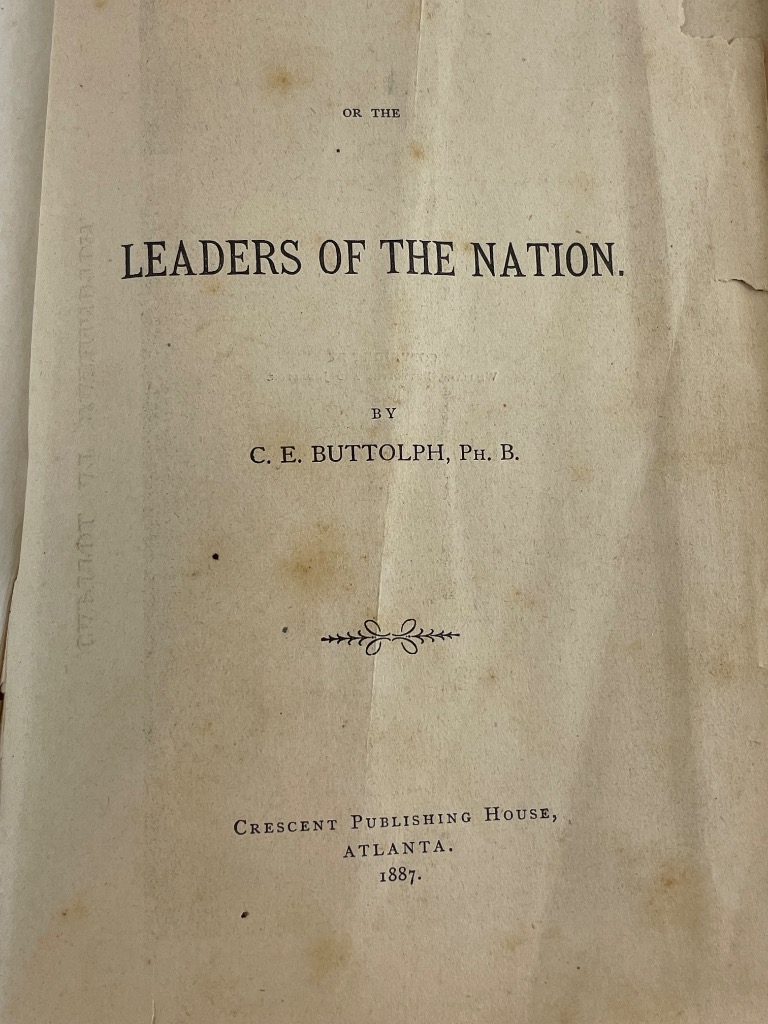 OR THE
LEADERS OF THE NATION.
BY
C. E. BUTTOLPH, PH. B.
CRESCENT PUBLISHING HOUSE,
ATLANTA.
1887.